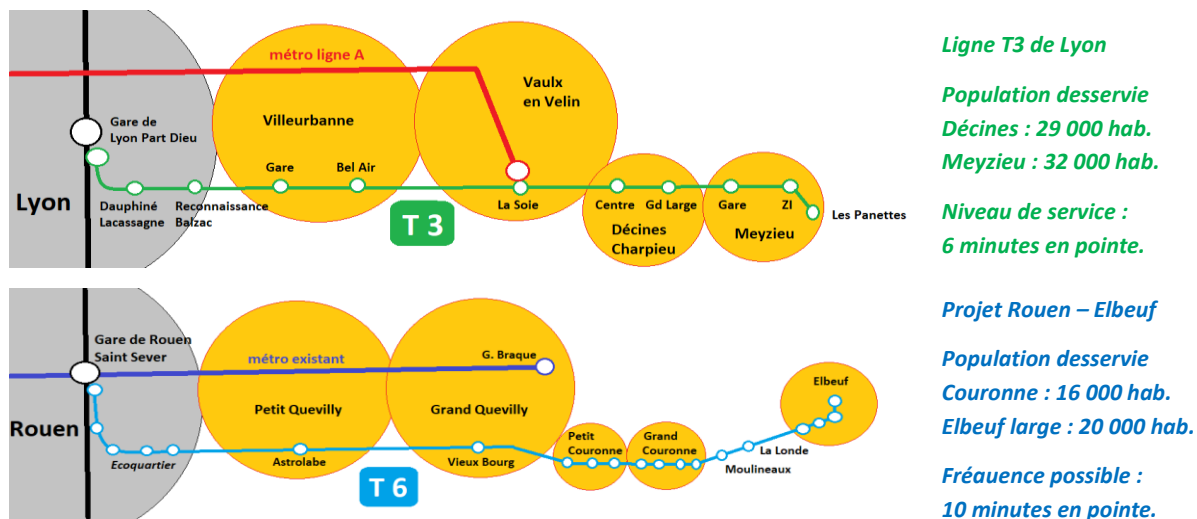 métro ligne A
Vaulx
en Velin
Villeurbanne
Gare de
Lyon Part Dieu
Gare
Bel Air
Lyon
Dauphiné
Lacassagne
Reconnaissance
Balzac
La Soie
Centre
Gd Large
Gare
ZI
Les Panettes
T 3
Décines
Charpieu
Meyzieu
Ligne T3 de Lyon
Population desservie
Décines : 29 000 hab.
Meyzieu : 32 000 hab.
Niveau de service :
6 minutes en pointe.
Gare de Rouen
Saint Sever
métro existant
G. Braque
Elbeuf
Petit Quevilly
Grand Quevilly
Rouen
Ecoquartier
Astrolabe
Vieux Bourg
Petit
Couronne
Grand
Couronne
La Londe
Moulineaux
T 6
Projet Rouen – Elbeuf
Population desservie
Couronne : 16 000 hab.
Elbeuf large : 20 000 hab.
Fréauence possible :
10 minutes en pointe.